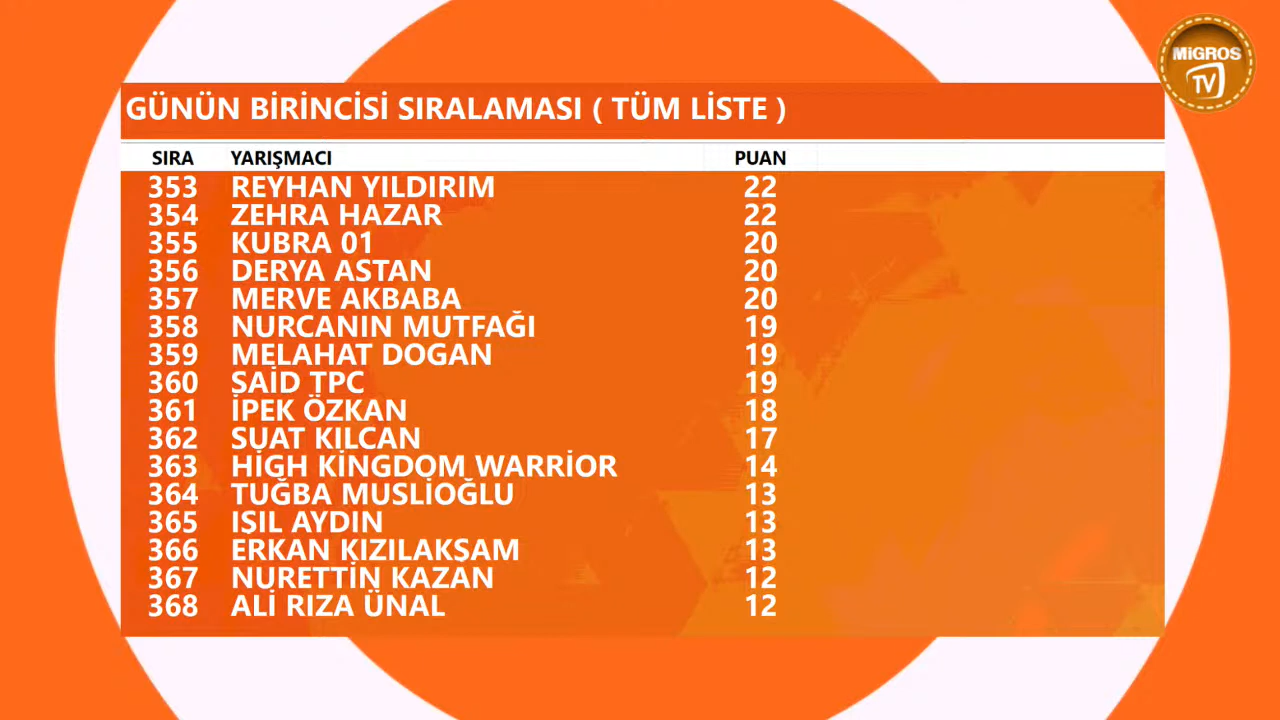 MiGROS
TV
GÜNÜN BİRİNCİSİ SIRALAMASI ( TÜM LİSTE )
SIRA YARIŞMACI PUAN
353 REYHAN YILDIRIM 22
354 ZEHRA HAZAR 22
355 KUBRA 01 20
356 DERYA ASTAN 20
357 MERVE AKBABA 20
358 NURCANIN MUTFAĞI 19
359 MELAHAT DOGAN 19
360 SAİD TPC 19
361 İPEK ÖZKAN 18
362 SUAT KILCAN 17
363 HİGH KİNGDOM WARRİOR 14
364 TUĞBA MUSLİOĞLU 13
365 IŞIL AYDIN 13
366 ERKAN KIZILAKŞAM 13
367 NURETTİN KAZAN 12
368 ALİ RIZA ÜNAL 12